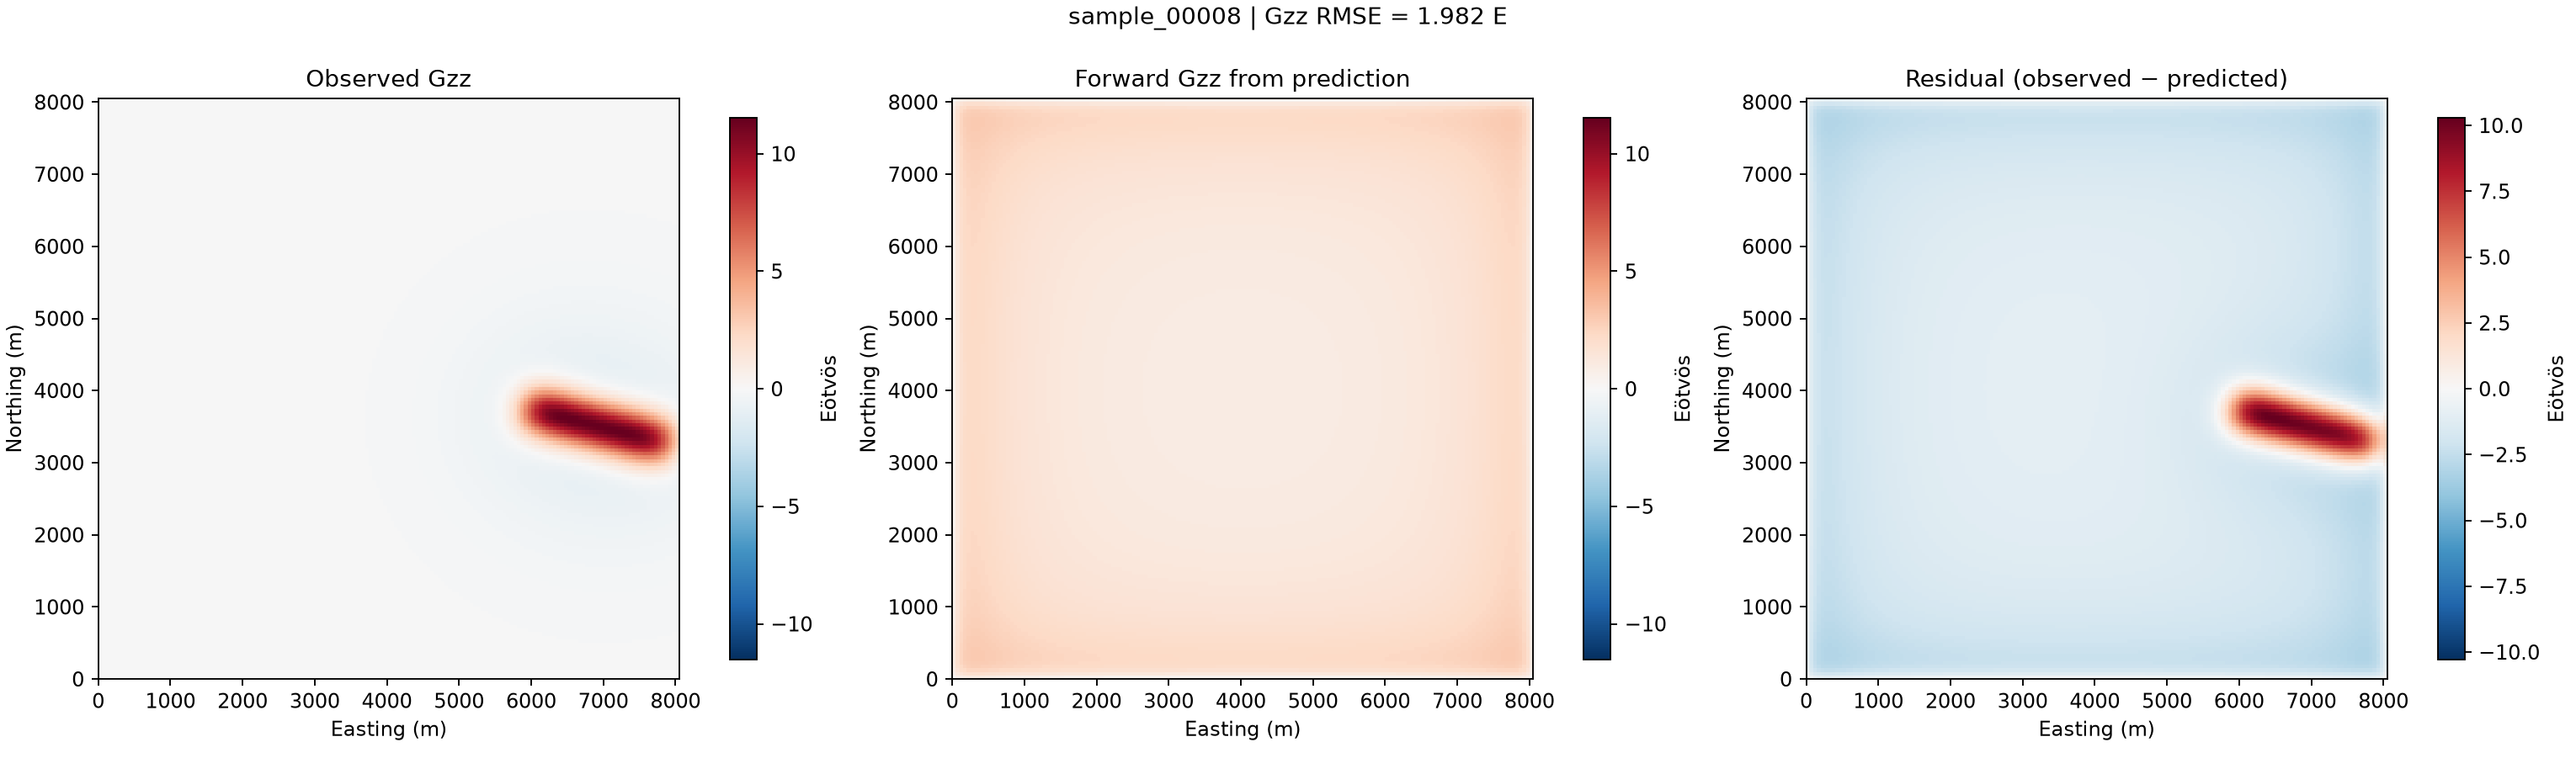 sample_00008 | Gzz RMSE = 1.982 E
Observed Gzz
8000
7000
6000
5000
4000
3000
2000
1000
0
Northing (m)
0 1000 2000 3000 4000 5000 6000 7000 8000
Easting (m)
10
5
0
−5
−10
Eötvös
Forward Gzz from prediction
8000
7000
6000
5000
4000
3000
2000
1000
0
Northing (m)
0 1000 2000 3000 4000 5000 6000 7000 8000
Easting (m)
10
5
0
−5
−10
Eötvös
Residual (observed − predicted)
8000
7000
6000
5000
4000
3000
2000
1000
0
Northing (m)
0 1000 2000 3000 4000 5000 6000 7000 8000
Easting (m)
10.0
7.5
5.0
2.5
0.0
−2.5
−5.0
−7.5
−10.0
Eötvös